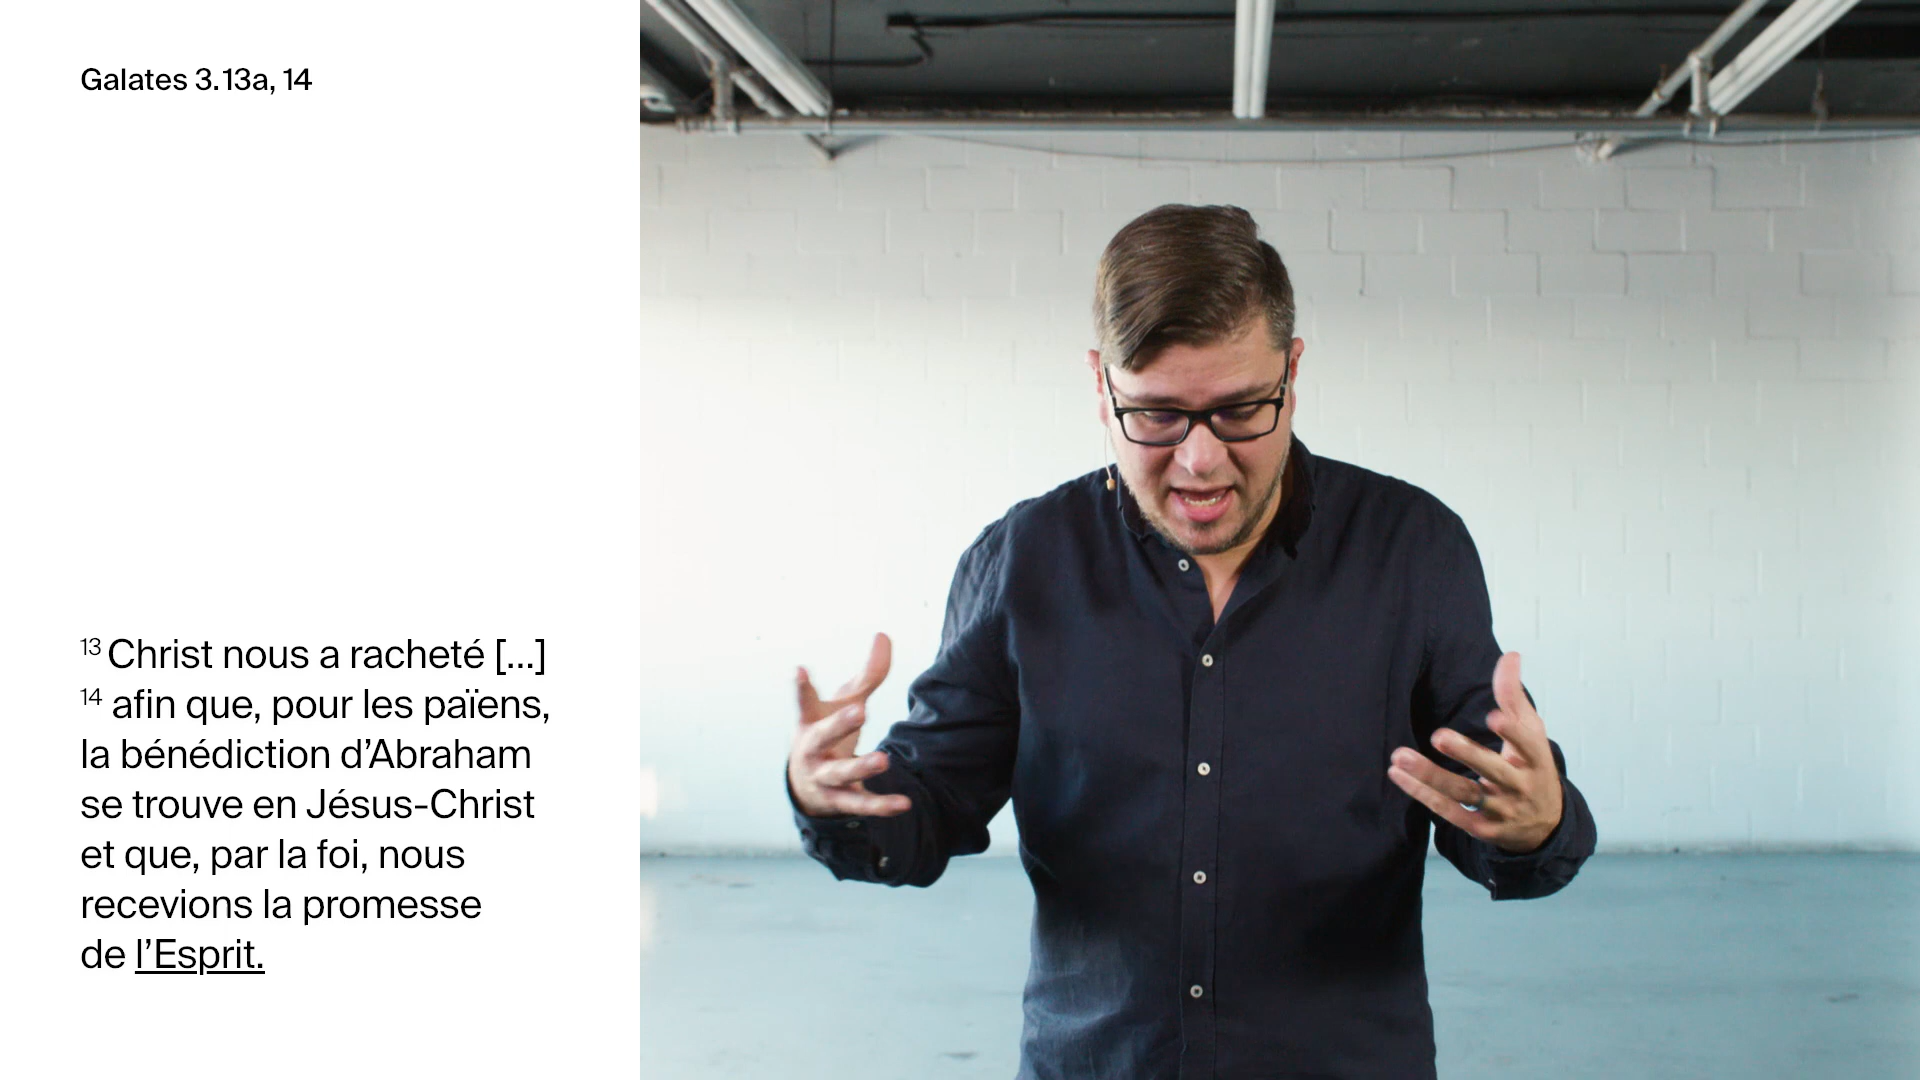 Galates 3.13a, 14
13 Christ nous a racheté [...]
14 afin que, pour les païens,
la bénédiction d’Abraham
se trouve en Jésus-Christ
et que, par la foi, nous
recevions la promesse
de l’Esprit.